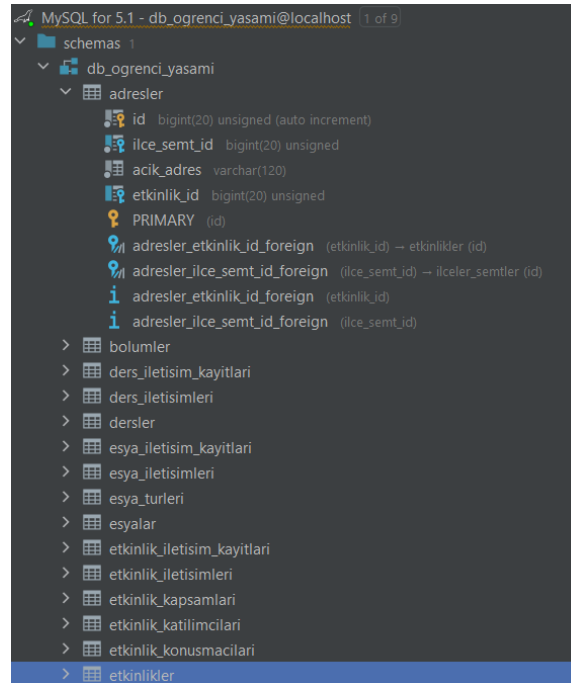 MySQL for 5.1 - db_ogrenci_yasami@localhost 1 of 9
schemas 1
db_ogrenci_yasami
adresler
id bigint(20) unsigned (auto increment)
ilce_semt_id bigint(20) unsigned
acik_adres varchar(120)
etkinlik_id bigint(20) unsigned
PRIMARY (id)
adresler_etkinlik_id_foreign (etkinlik_id) → etkinlikler (id)
adresler_ilce_semt_id_foreign (ilce_semt_id) → ilceler_semtler (id)
adresler_etkinlik_id_foreign (etkinlik_id)
adresler_ilce_semt_id_foreign (ilce_semt_id)
bolumler
ders_iletisim_kayitlari
ders_iletisimleri
dersler
esya_iletisim_kayitlari
esya_iletisimleri
esya_turleri
esyalar
etkinlik_iletisim_kayitlari
etkinlik_iletisimleri
etkinlik_kapsamlari
etkinlik_katilimcilari
etkinlik_konusmacilari
etkinlikler